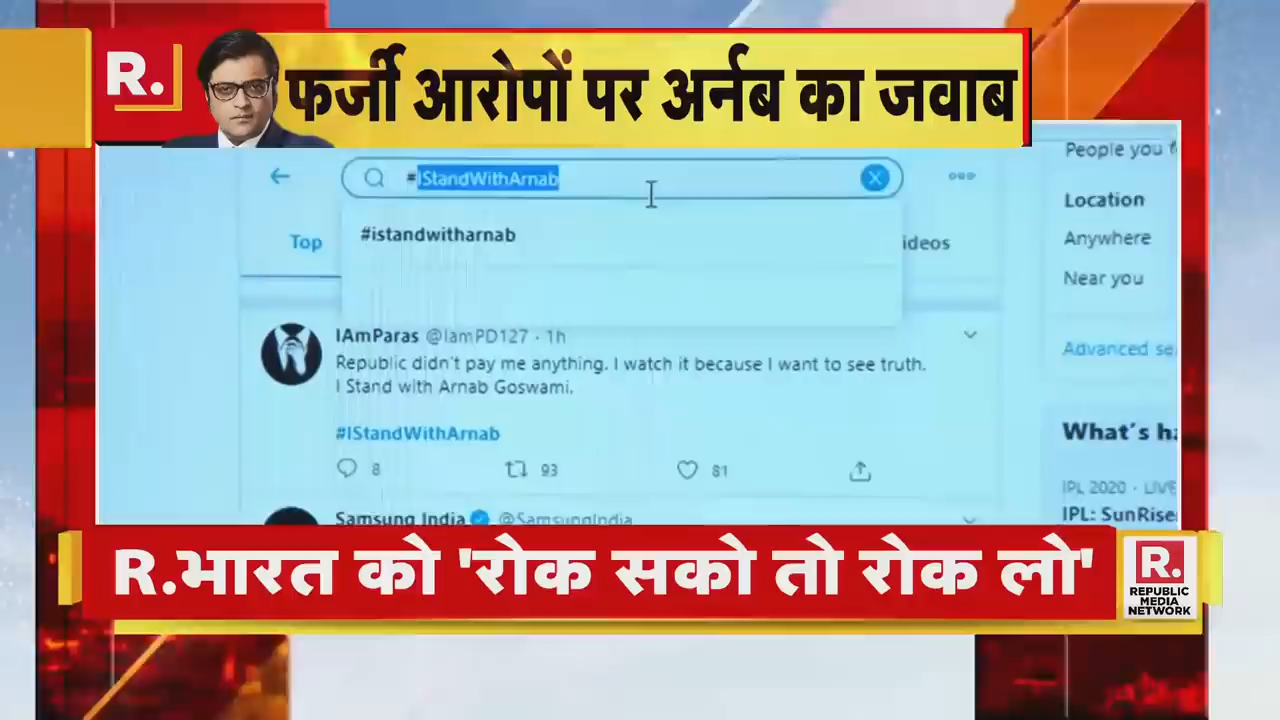 R.
फर्जी आरोपों पर अर्नब का जवाब
#IStandWithArnab
#istandwitharnab
Top
ideos
People you
Location
Anywhere
Near you
Advanced se
IAmParas @IamPD127 · 1h
Republic didn't pay me anything. I watch it because I want to see truth.
I Stand with Arnab Goswami.
#IStandWithArnab
8
93
81
What's ha
IPL 2020 · LIVE
IPL: SunRise
Samsung India @SamsungIndia
R.भारत को 'रोक सको तो रोक लो'
R.
REPUBLIC
MEDIA
NETWORK